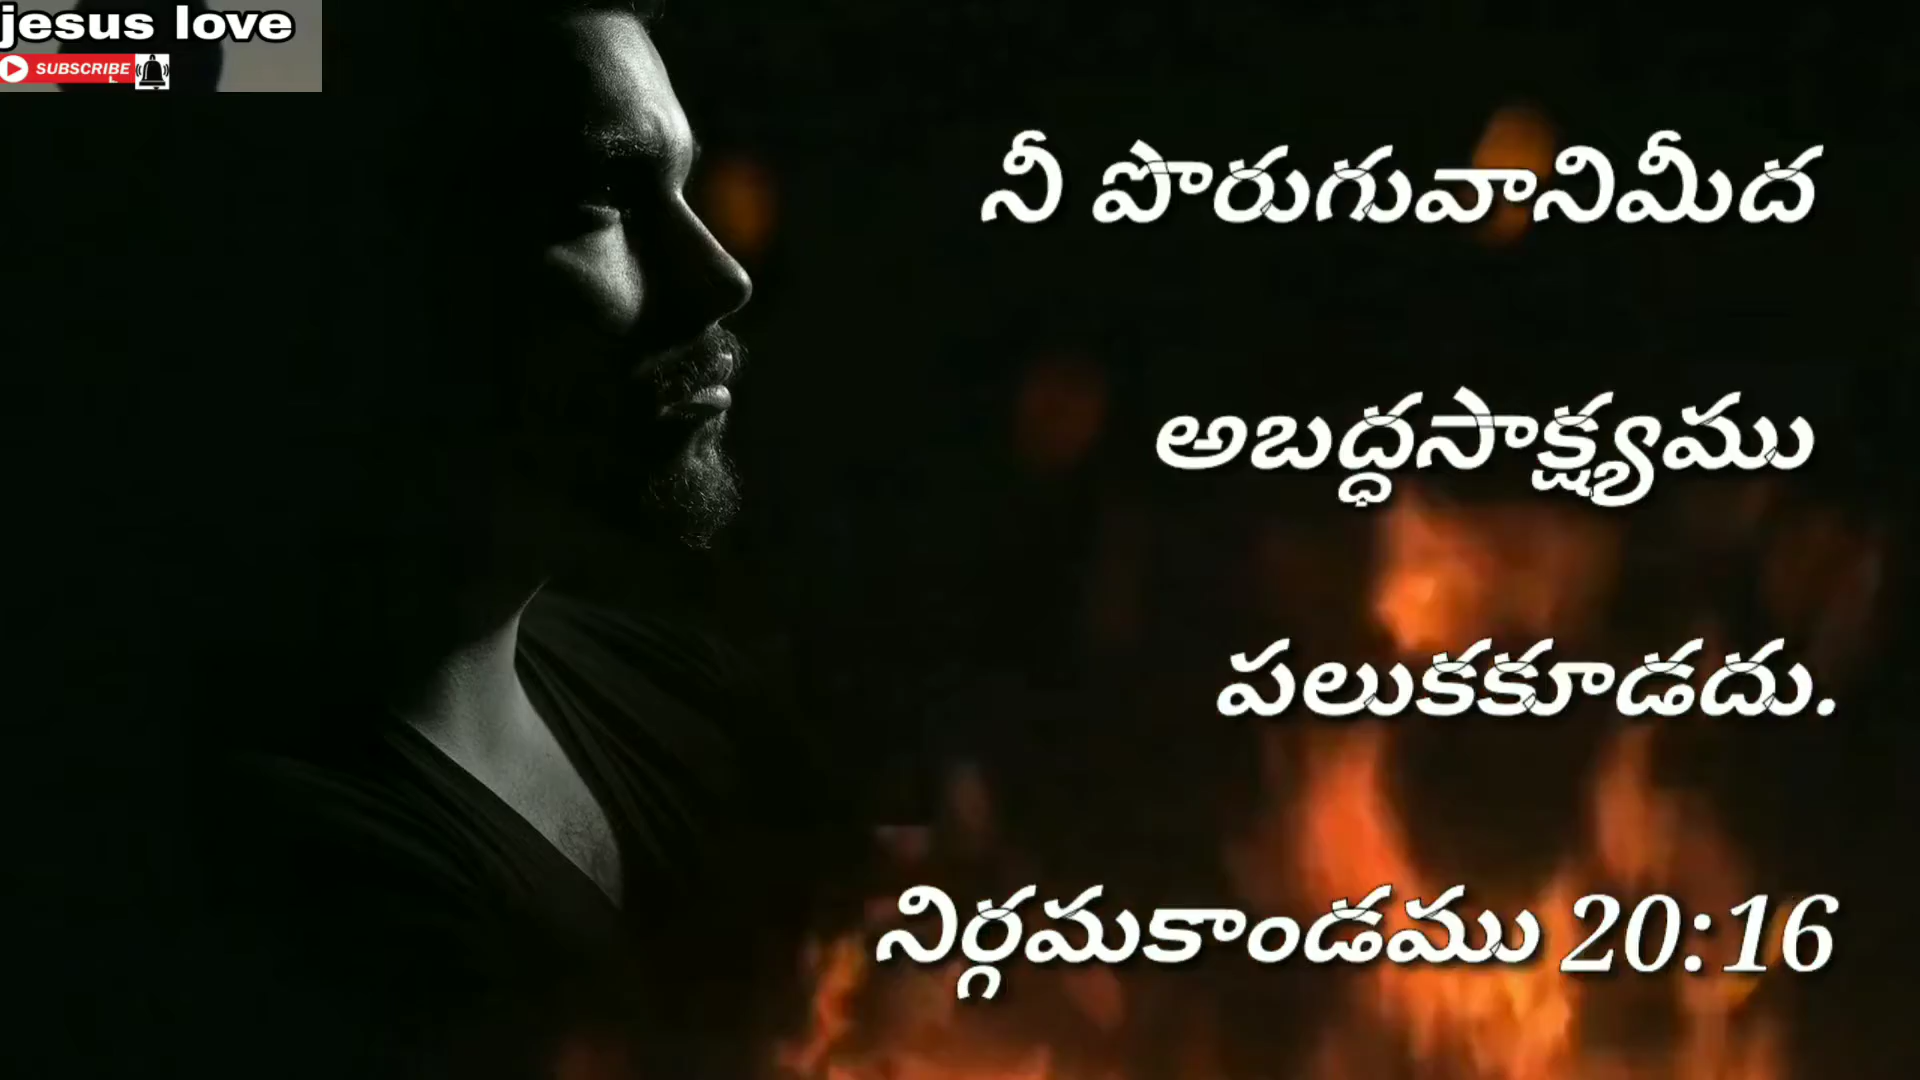 jesus love
SUBSCRIBE
నీ పొరుగువానిమీద
అబద్ధసాక్ష్యము
పలుకకూడదు.
నిర్గమకాండము 20:16